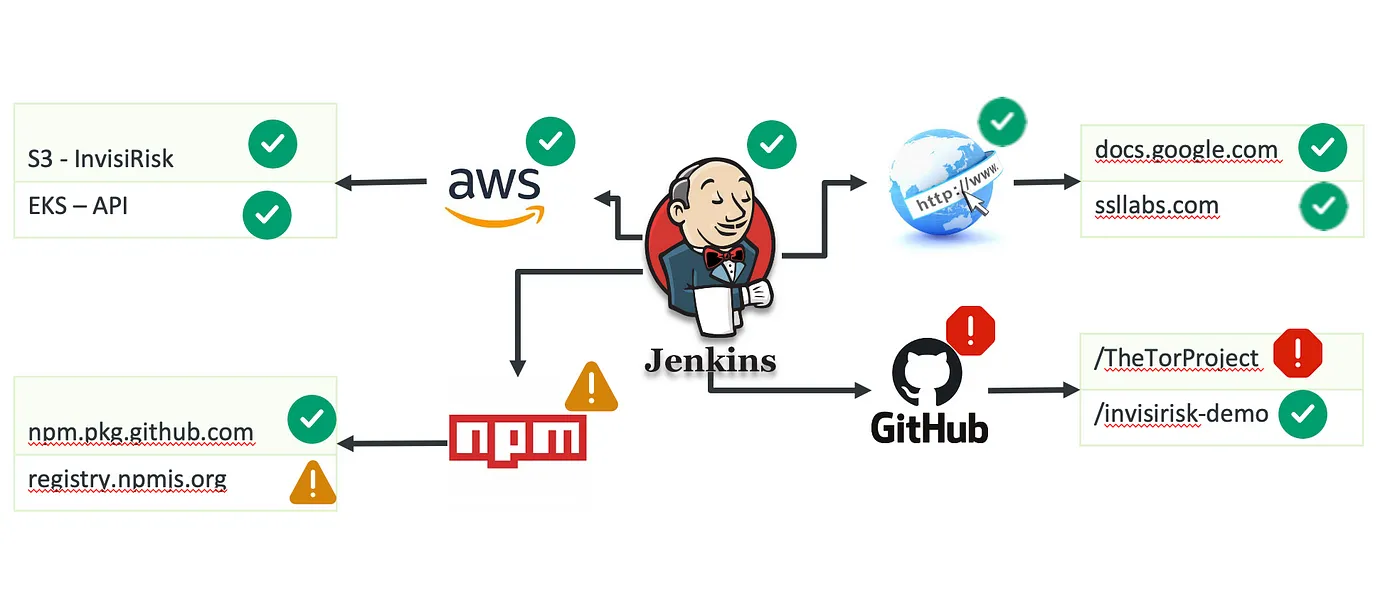 S3 - InvisiRisk
EKS – API
aws
Jenkins
http://www.
docs.google.com
ssllabs.com
npm.pkg.github.com
registry.npmjs.org
npm
GitHub
/TheTorProject
/invisirisk-demo